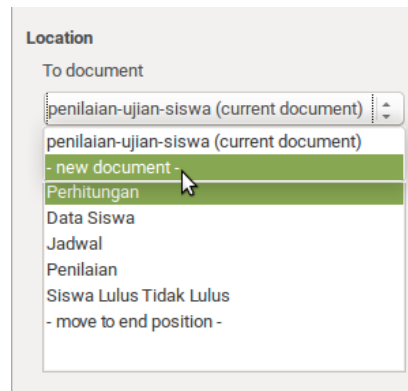 Location
To document
penilaian-ujian-siswa (current document)
penilaian-ujian-siswa (current document)
- new document -
Perhitungan
Data Siswa
Jadwal
Penilaian
Siswa Lulus Tidak Lulus
- move to end position -